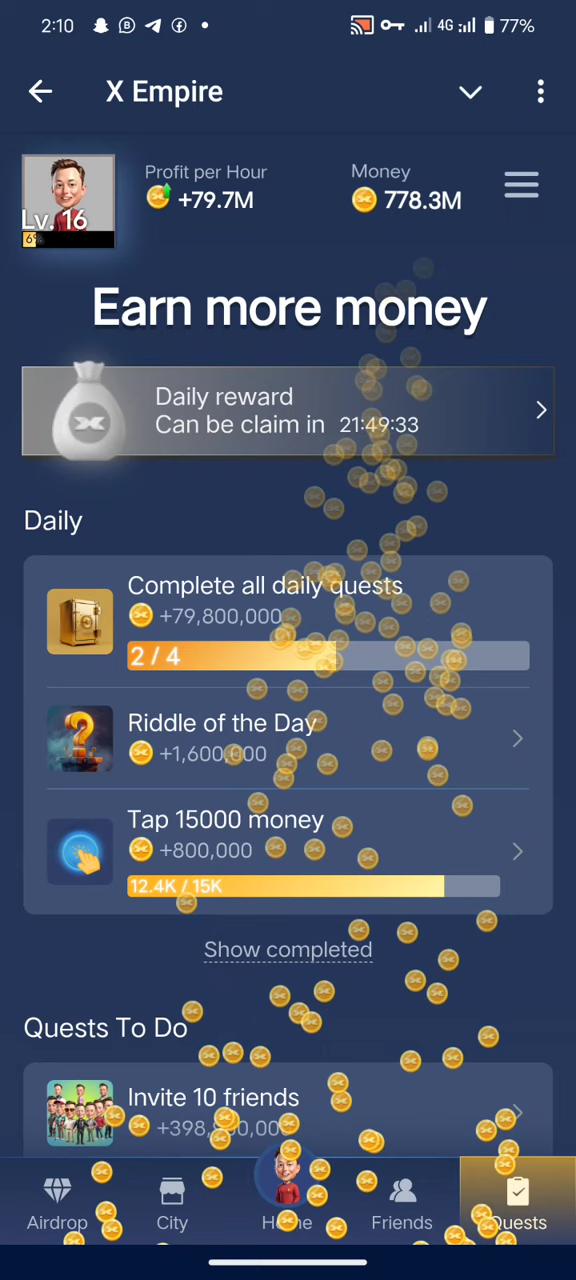 2:10
4G
77%
X Empire
Profit per Hour
+79.7M
Money
778.3M
Lv. 16
6%
Earn more money
Daily reward
Can be claim in 21:49:33
Daily
Complete all daily quests
+79,800,000
2 / 4
Riddle of the Day
+1,600,000
Tap 15000 money
+800,000
12.4K / 15K
Show completed
Quests To Do
Invite 10 friends
Airdrop
City
Home
Friends
Quests